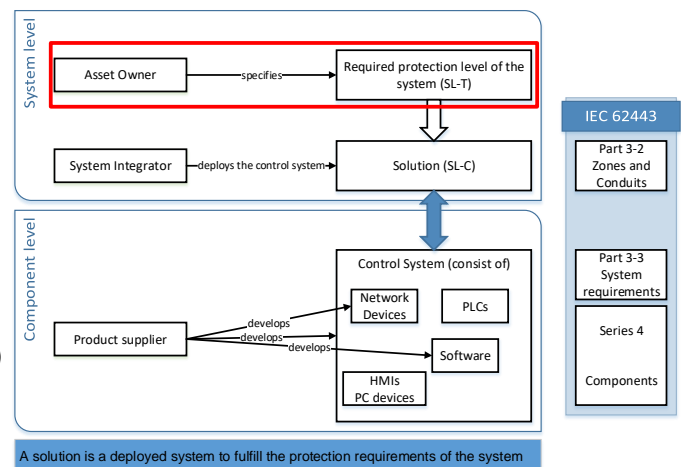 System level
Asset Owner
specifies
Required protection level of the
system (SL-T)
System Integrator
deploys the control system
Solution (SL-C)
Component level
Control System (consist of)
Network
Devices
PLCs
Product supplier
develops
develops
develops
Software
HMIs
PC devices
IEC 62443
Part 3-2
Zones and
Conduits
Part 3-3
System
requirements
Series 4
Components
A solution is a deployed system to fulfill the protection requirements of the system